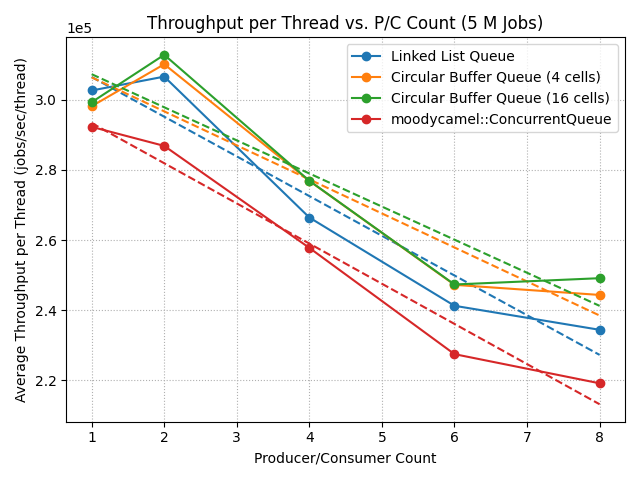 Throughput per Thread vs. P/C Count (5 M Jobs)
1e5
Linked List Queue
Circular Buffer Queue (4 cells)
Circular Buffer Queue (16 cells)
moodycamel::ConcurrentQueue
Average Throughput per Thread (jobs/sec/thread)
3.0
2.8
2.6
2.4
2.2
1 2 3 4 5 6 7 8
Producer/Consumer Count